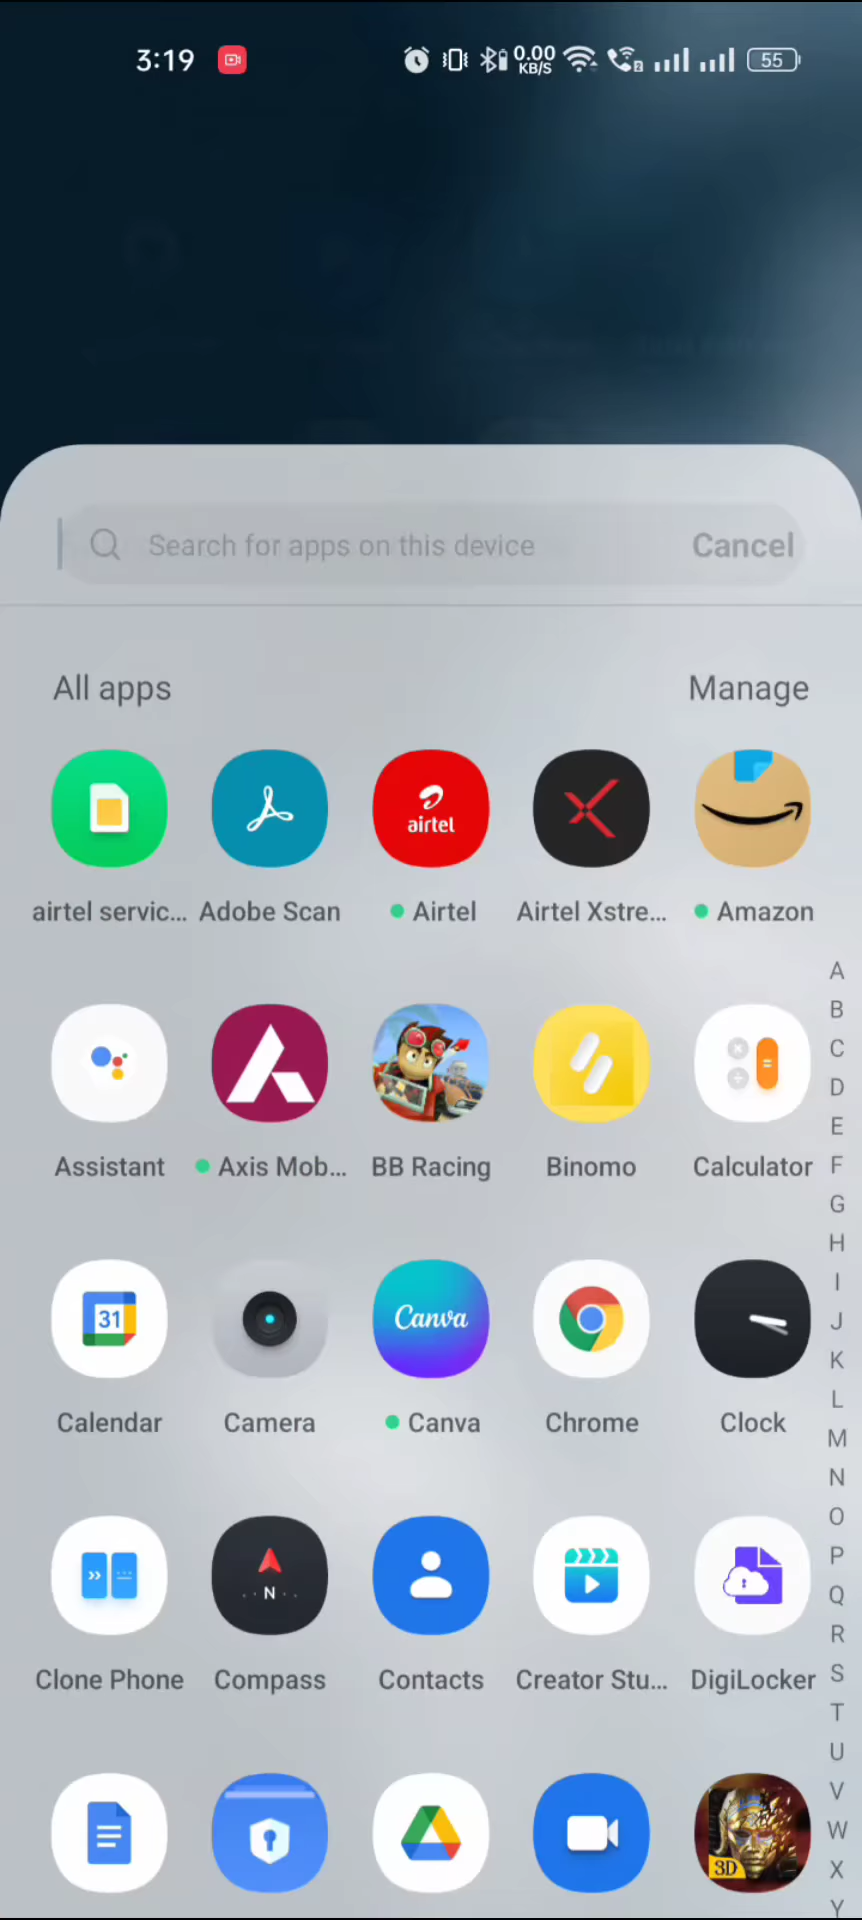 3:19 0.00 KB/S 2 55
Search for apps on this device Cancel
All apps Manage
airtel
airtel servic... Adobe Scan Airtel Airtel Xstre... Amazon
Assistant Axis Mob... BB Racing Binomo Calculator
31 Canva
Calendar Camera Canva Chrome Clock
N
Clone Phone Compass Contacts Creator Stu... DigiLocker
3D
A
B
C
D
E
F
G
H
I
J
K
L
M
N
O
P
Q
R
S
T
U
V
W
X
Y